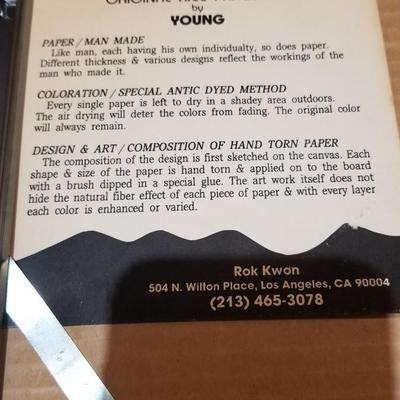 by
YOUNG
PAPER / MAN MADE
Like man, each having his own individualty, so does paper.
Different thickness & various designs reflect the workings of the
man who made it.
COLORATION / SPECIAL ANTIC DYED METHOD
Every single paper is left to dry in a shadey area outdoors.
The air drying will deter the colors from fading. The original color
will always remain.
DESIGN & ART / COMPOSITION OF HAND TORN PAPER
The composition of the design is first sketched on the canvas. Each
shape & size of the paper is hand torn & applied on to the board
with a brush dipped in a special glue. The art work itself does not
hide the natural fiber effect of each piece of paper & with every layer
each color is enhanced or varied.
Rok Kwon
504 N. Wilton Place, Los Angeles, CA 90004
(213) 465-3078